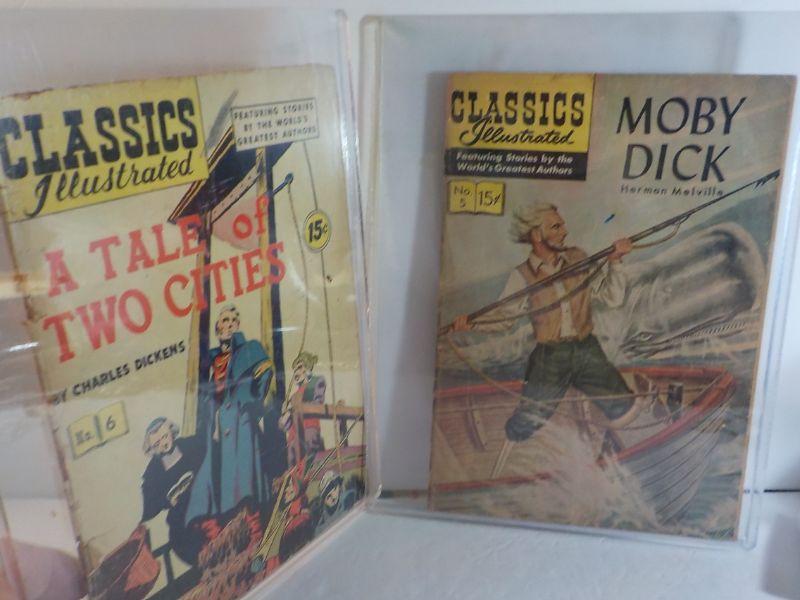 CLASSICS
Illustrated
FEATURING STORIES
BY THE WORLD'S
GREATEST AUTHORS
A TALE of
TWO CITIES
15¢
BY CHARLES DICKENS
No. 6
CLASSICS
Illustrated
Featuring Stories by the
World's Greatest Authors
No. 5
15¢
MOBY
DICK
Herman Melville